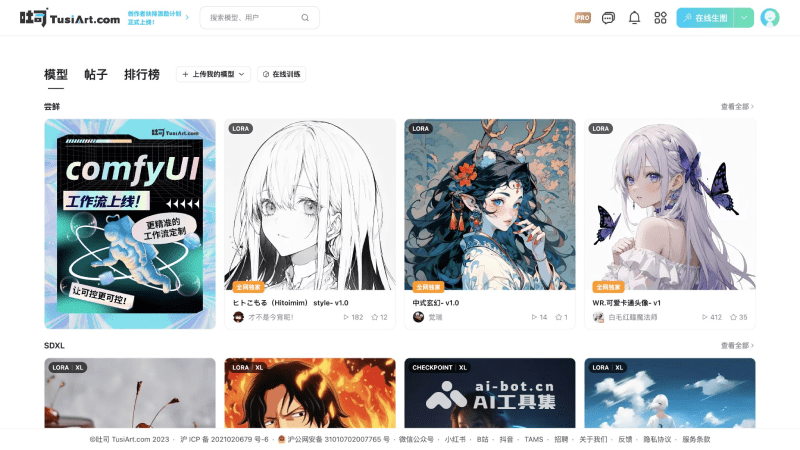 吐司 TusiArt.com
创作者扶持激励计划
正式上线!
搜索模型、用户
PRO
在线生图
模型
帖子
排行榜
上传我的模型
在线训练
尝鲜
查看全部
吐司 TusiArt.com
comfyUI
工作流上线!
更精准的
工作流定制
让可控更可控!
LORA
全网独家
ヒトこもる（Hitoimim） style- v1.0
才不是今宵呢!
182
12
LORA
全网独家
中式玄幻- v1.0
觉瑞
14
1
LORA
全网独家
WR.可爱卡通头像- v1
白毛红瞳魔法师
412
35
SDXL
查看全部
LORA XL
LORA XL
CHECKPOINT XL
ai-bot.cn
AI工具集
LORA XL
©吐司 TusiArt.com 2023 · 沪 ICP 备 2021020679 号-6 · 沪公网安备 31010702007765 号 · 微信公众号 · 小红书 · B站 · 抖音 · TAMS · 招聘 · 关于我们 · 反馈 · 隐私协议 · 服务条款